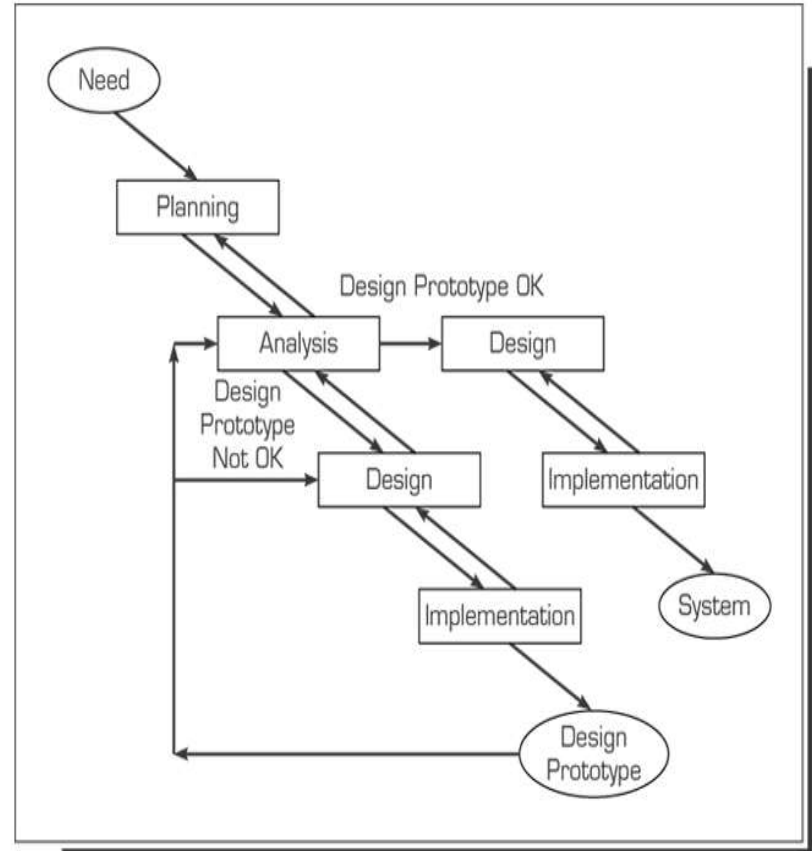 Need
Planning
Design Prototype OK
Analysis
Design
Design
Prototype
Not OK
Design
Implementation
Implementation
System
Design
Prototype